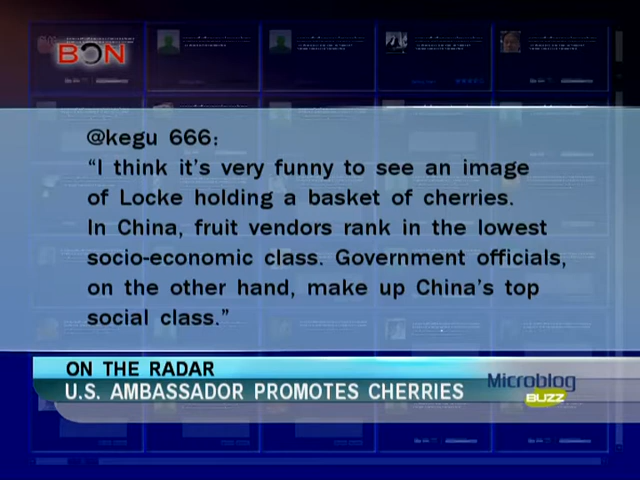 BON
@kegu 666:
“I think it’s very funny to see an image
of Locke holding a basket of cherries.
In China, fruit vendors rank in the lowest
socio-economic class. Government officials,
on the other hand, make up China’s top
social class.”
ON THE RADAR
U.S. AMBASSADOR PROMOTES CHERRIES
Microblog
BUZZ